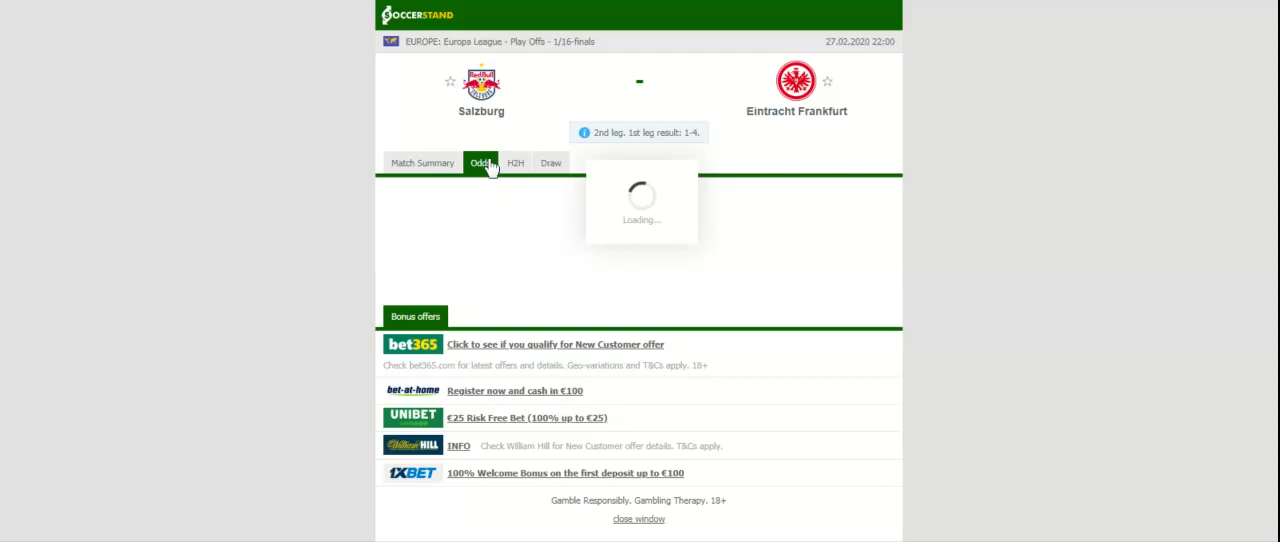 SOCCERSTAND
EUROPE: Europa League - Play Offs - 1/16-finals 27.02.2020 22:00
-
Salzburg Eintracht Frankfurt
2nd leg. 1st leg result: 1-4.
Match Summary H2H Draw
Loading...
Bonus offers
bet365 Click to see if you qualify for New Customer offer
Check bet365.com for latest offers and details. Geo-variations and T&Cs apply. 18+
bet-at-home Register now and cash in €100
UNIBET €25 Risk Free Bet (100% up to €25)
William HILL INFO Check William Hill for New Customer offer details. T&Cs apply.
1XBET 100% Welcome Bonus on the first deposit up to €100
Gamble Responsibly. Gambling Therapy. 18+
close window